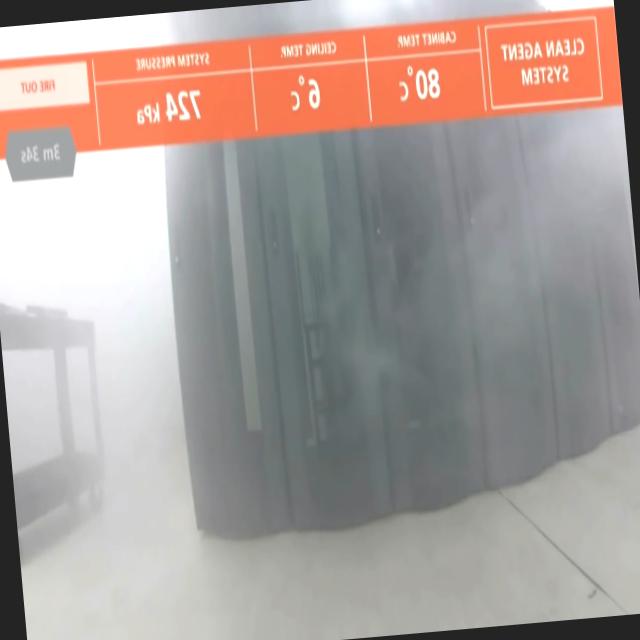 CLEAN AGENT
SYSTEM
CABINET TEMP
80°C
CEILING TEMP
6°C
SYSTEM PRESSURE
724 kPa
FIRE OUT
3m 34s